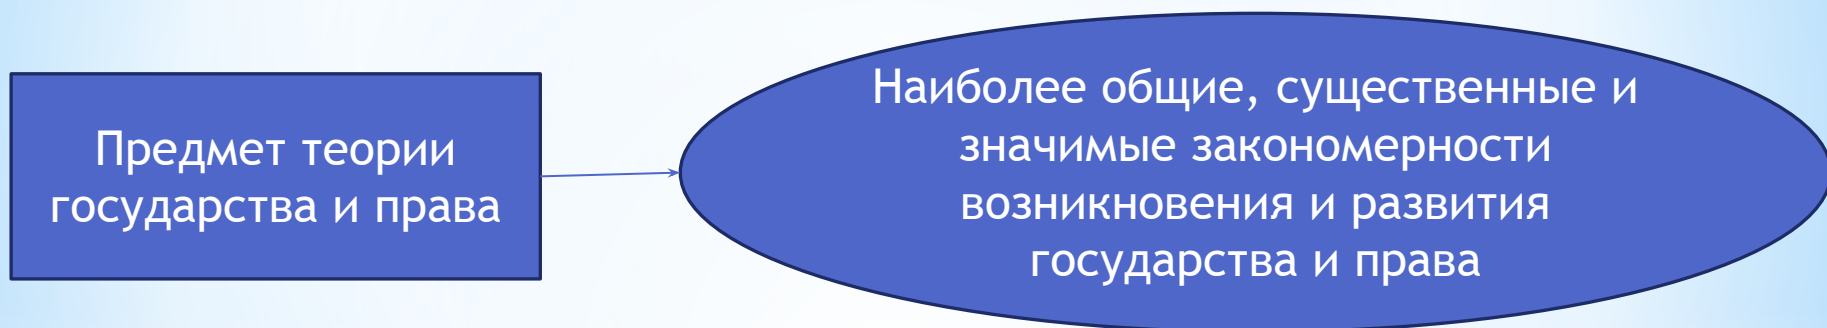 Предмет теории
государства и права
Наиболее общие, существенные и
значимые закономерности
возникновения и развития
государства и права